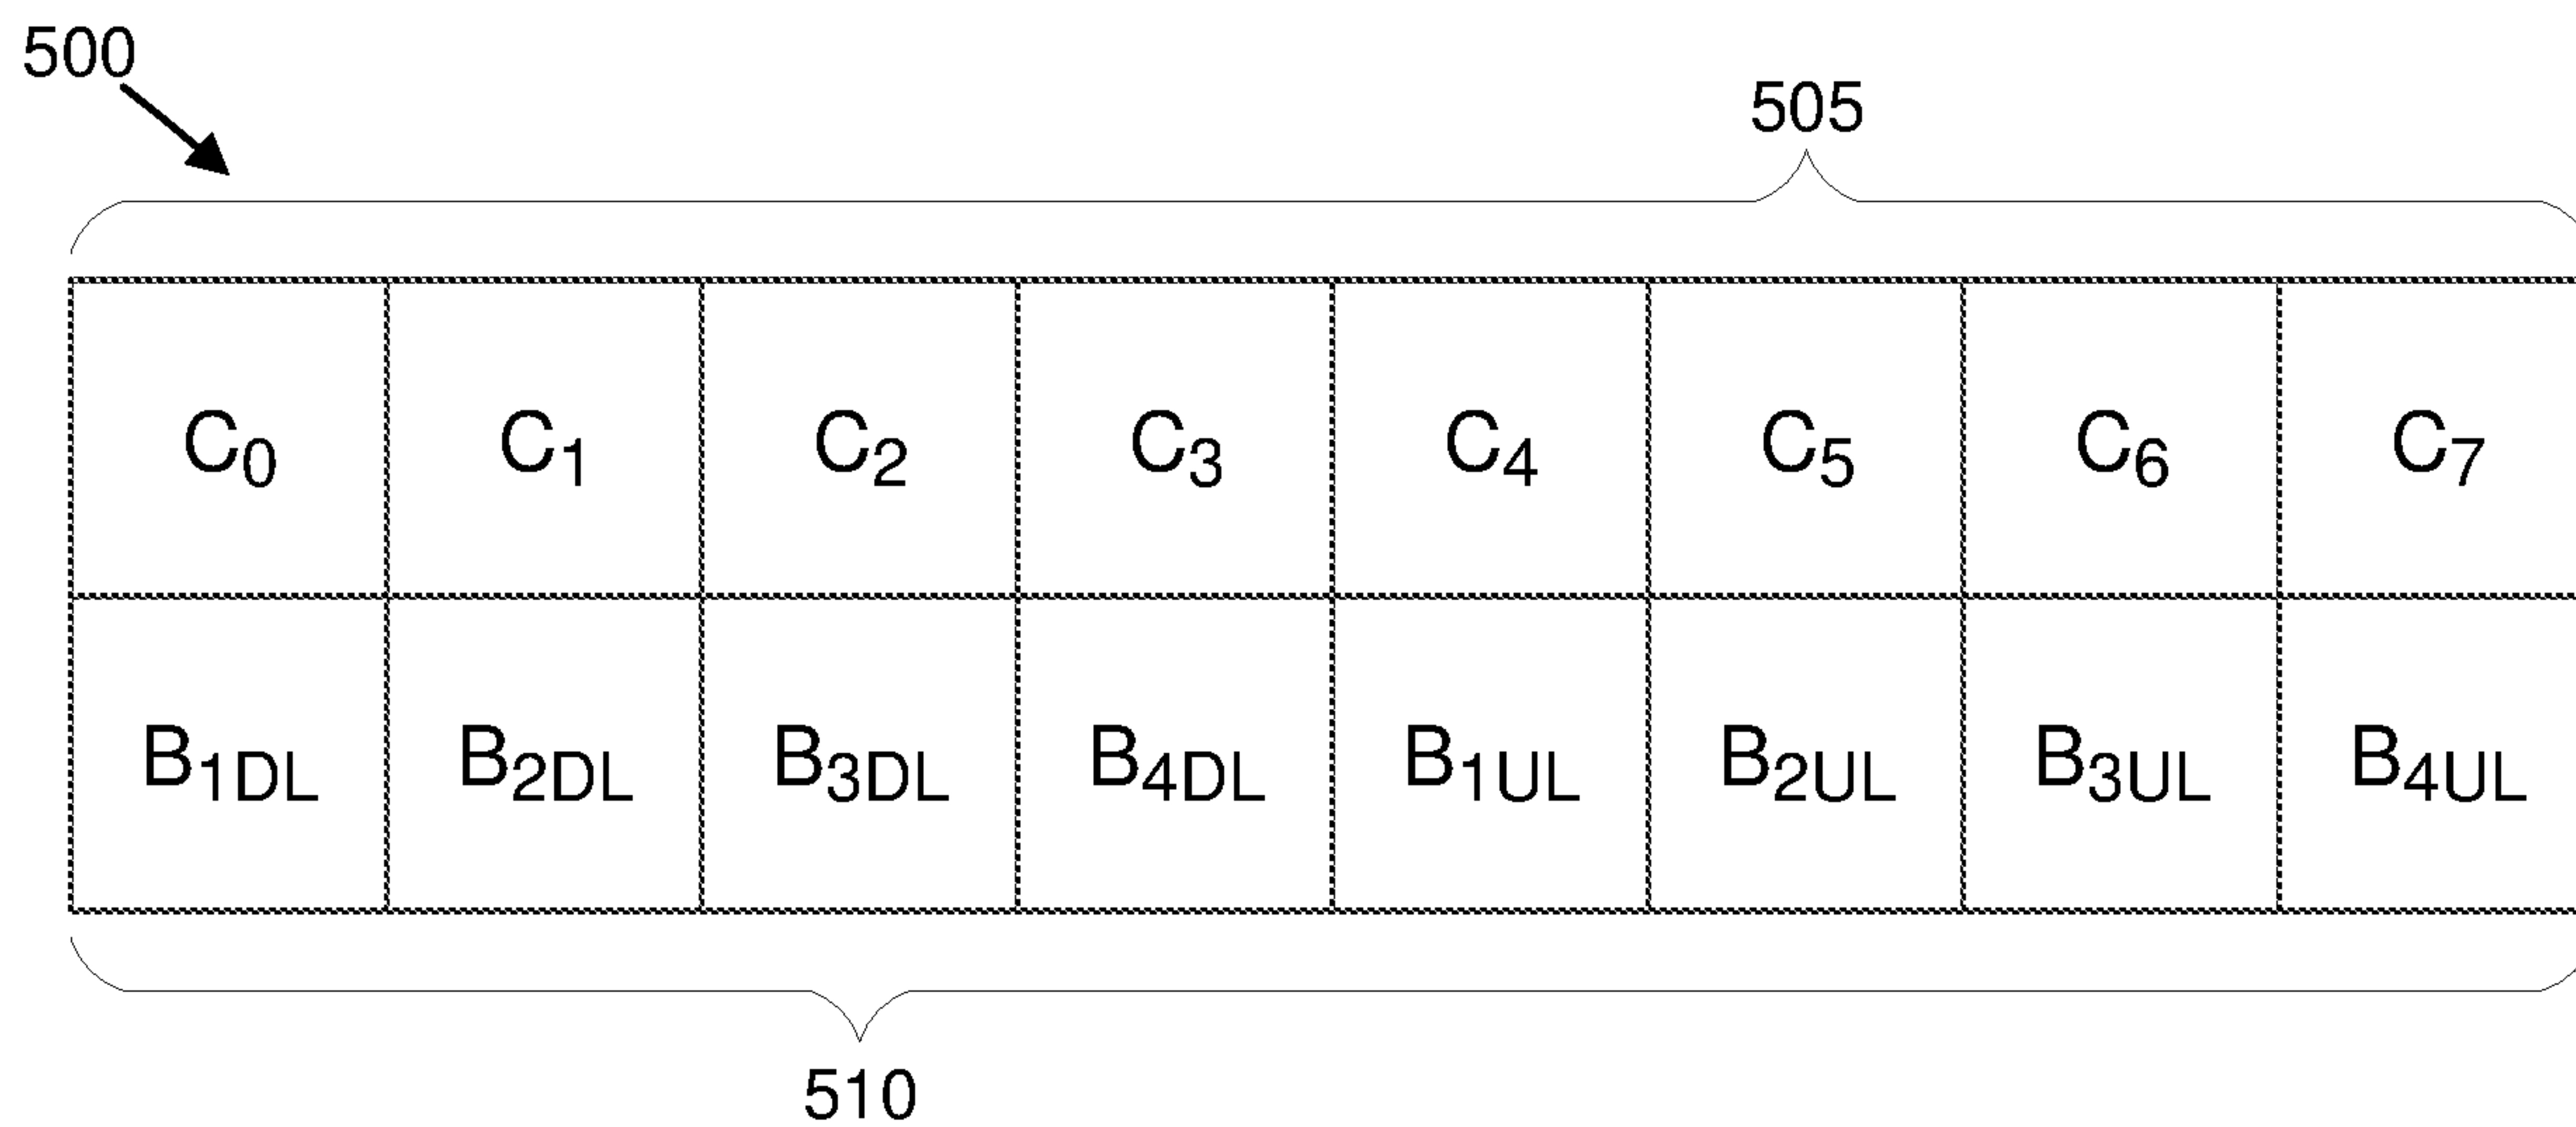 500
505
C0 C1 C2 C3 C4 C5 C6 C7
B1DL B2DL B3DL B4DL B1UL B2UL B3UL B4UL
510